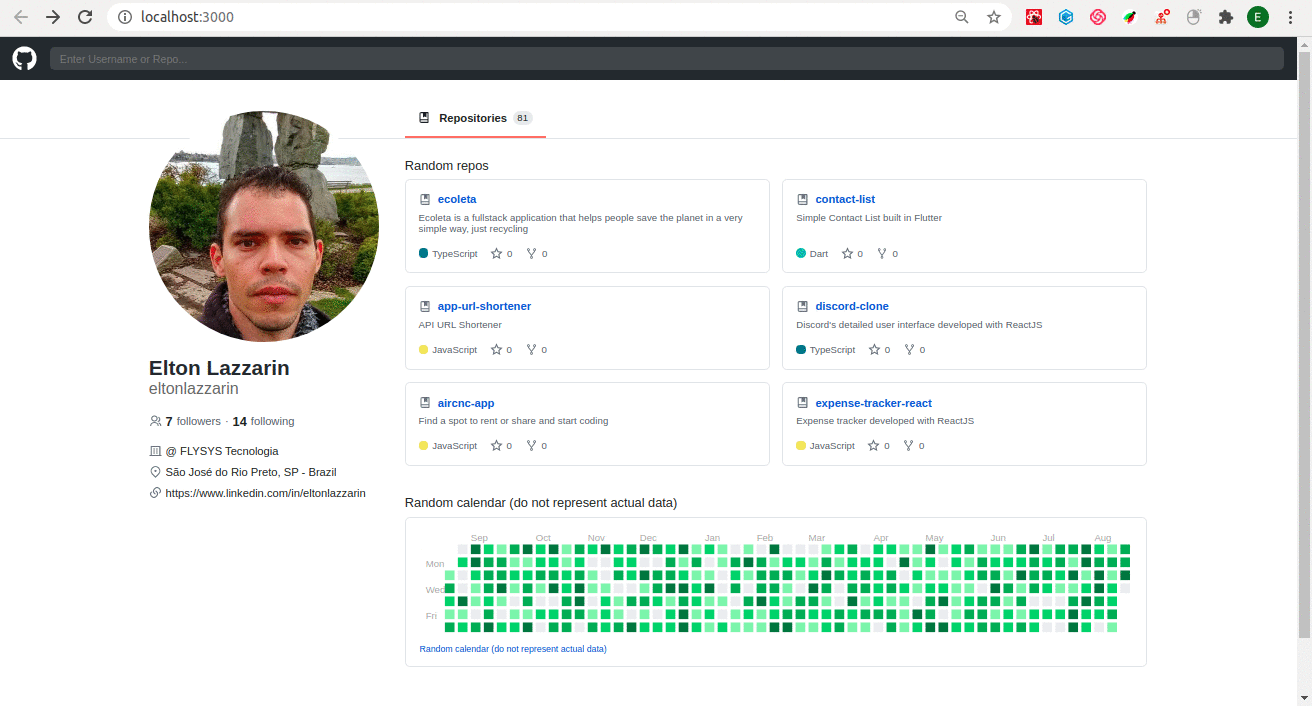 localhost:3000
E
Enter Username or Repo...
Repositories 81
Elton Lazzarin
eltonlazzarin
7 followers · 14 following
@ FLYSYS Tecnologia
São José do Rio Preto, SP - Brazil
https://www.linkedin.com/in/eltonlazzarin
Random repos
ecoleta
Ecoleta is a fullstack application that helps people save the planet in a very
simple way, just recycling
TypeScript 0 0
contact-list
Simple Contact List built in Flutter
Dart 0 0
app-url-shortener
API URL Shortener
JavaScript 0 0
discord-clone
Discord's detailed user interface developed with ReactJS
TypeScript 0 0
aircnc-app
Find a spot to rent or share and start coding
JavaScript 0 0
expense-tracker-react
Expense tracker developed with ReactJS
JavaScript 0 0
Random calendar (do not represent actual data)
Sep Oct Nov Dec Jan Feb Mar Apr May Jun Jul Aug
Mon
Wed
Fri
Random calendar (do not represent actual data)